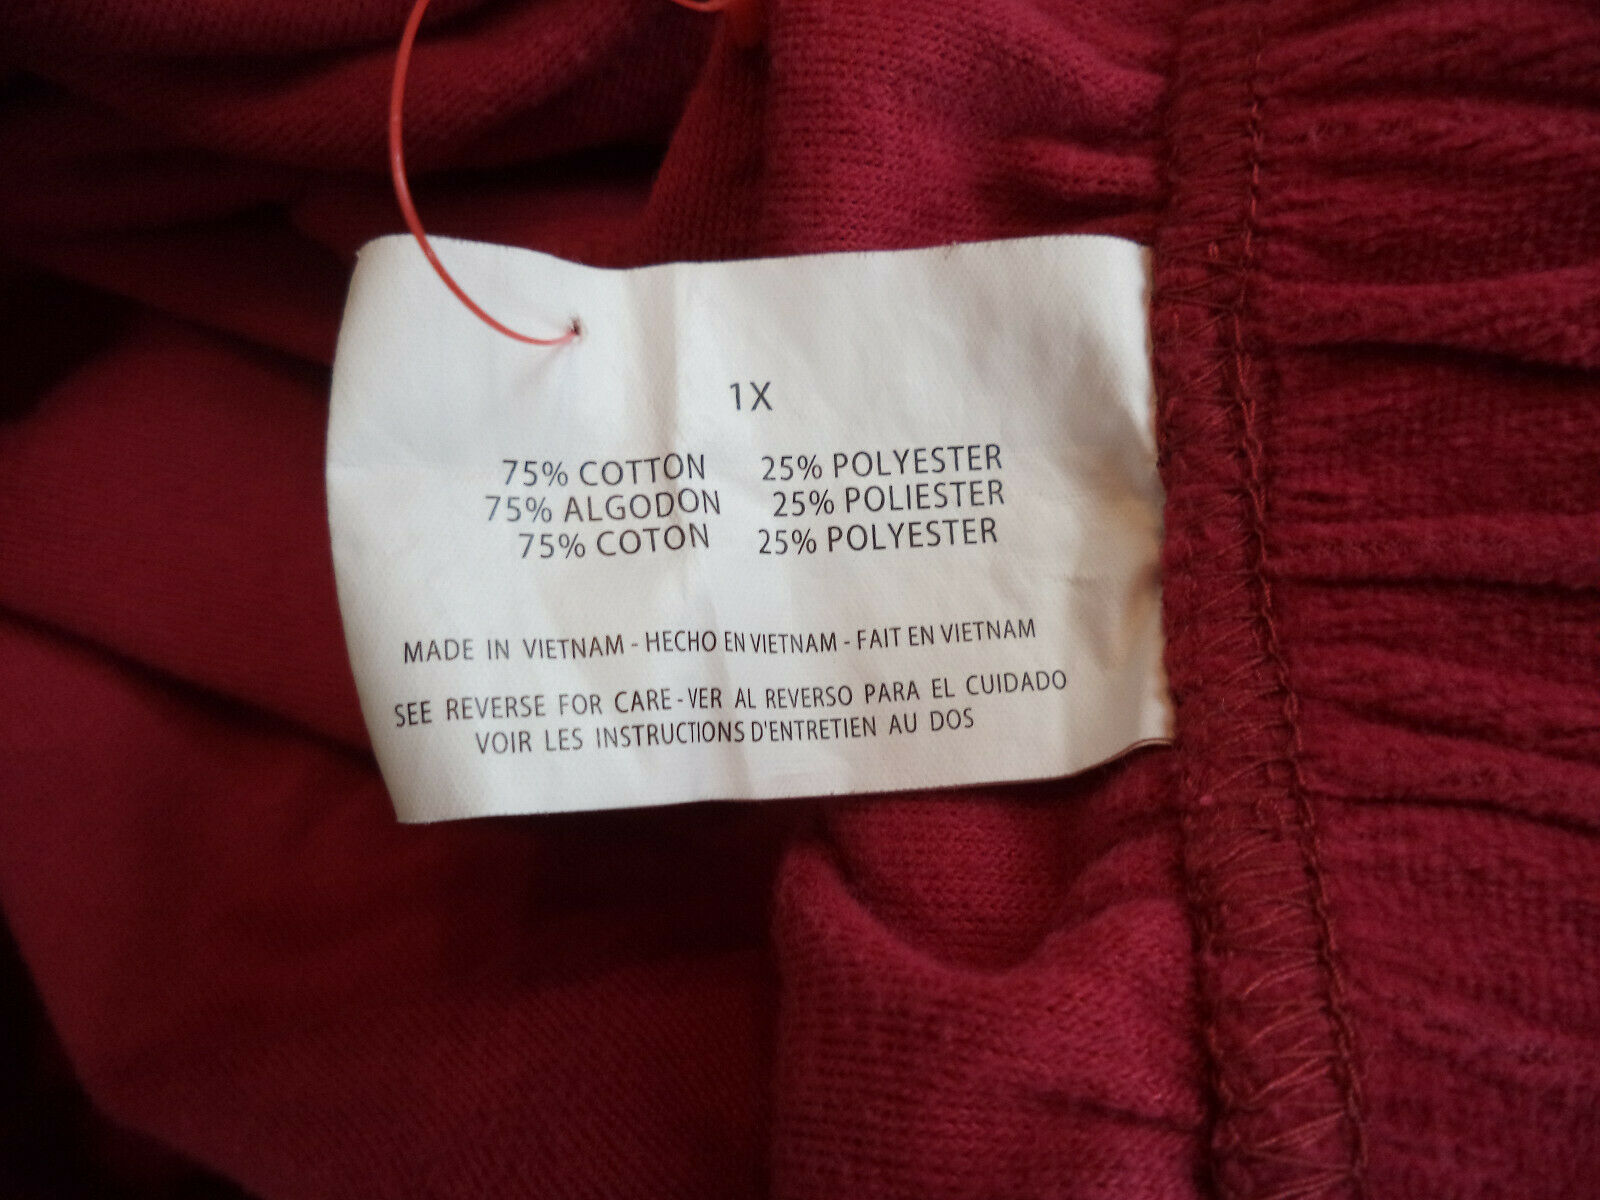 1X
75% COTTON 25% POLYESTER
75% ALGODON 25% POLIESTER
75% COTON 25% POLYESTER
MADE IN VIETNAM - HECHO EN VIETNAM - FAIT EN VIETNAM
SEE REVERSE FOR CARE - VER AL REVERSO PARA EL CUIDADO
VOIR LES INSTRUCTIONS D'ENTRETIEN AU DOS